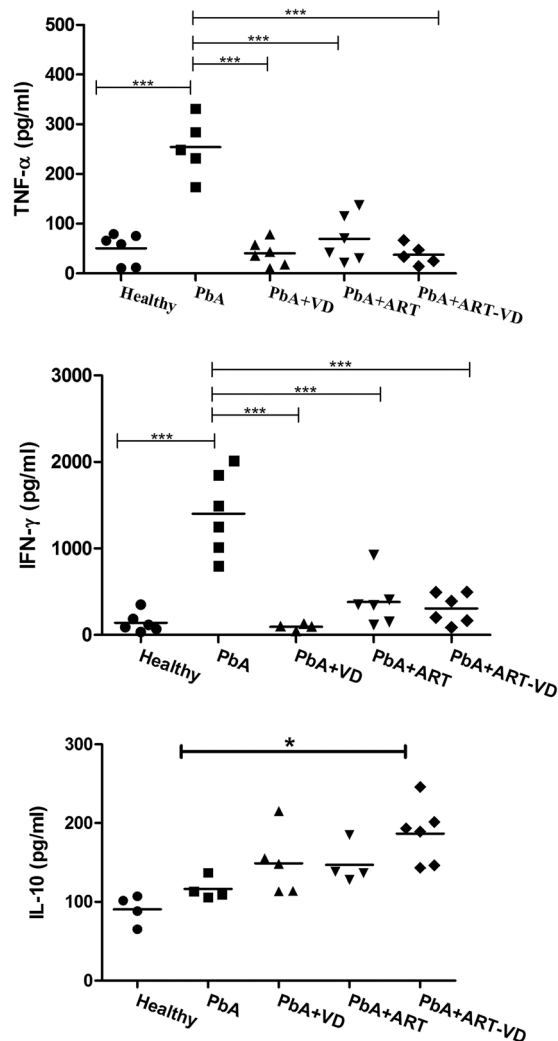 ***
***
***
***
500
400
300
200
100
0
TNF-α (pg/ml)
Healthy
PbA
PbA+VD
PbA+ART
PbA+ART-VD
***
***
***
***
3000
2000
1000
0
IFN-γ (pg/ml)
Healthy
PbA
PbA+VD
PbA+ART
PbA+ART-VD
*
300
200
100
0
IL-10 (pg/ml)
Healthy
PbA
PbA+VD
PbA+ART
PbA+ART-VD